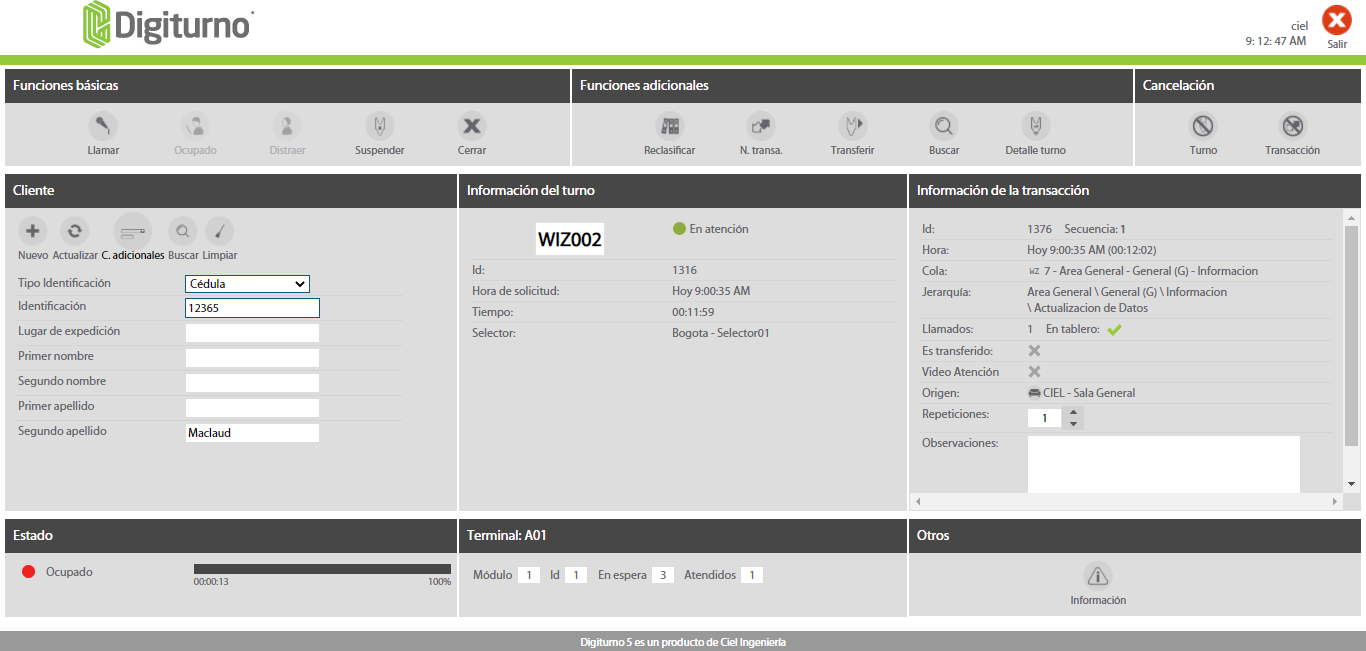 Digiturno
ciel
9: 12: 47 AM
Salir
Funciones básicas
Llamar
Ocupado
Distraer
Suspender
Cerrar
Funciones adicionales
Reclasificar
N. transa.
Transferir
Buscar
Detalle turno
Cancelación
Turno
Transacción
Cliente
Nuevo Actualizar C. adicionales Buscar Limpiar
Tipo Identificación Cédula
Identificación 12365
Lugar de expedición
Primer nombre
Segundo nombre
Primer apellido
Segundo apellido Maclaud
Información del turno
WIZ002 En atención
Id: 1316
Hora de solicitud: Hoy 9:00:35 AM
Tiempo: 00:11:59
Selector: Bogota - Selector01
Información de la transacción
Id: 1376 Secuencia: 1
Hora: Hoy 9:00:35 AM (00:12:02)
Cola: WZ 7 - Area General - General (G) - Informacion
Jerarquía: Area General \ General (G) \ Informacion
\ Actualizacion de Datos
Llamados: 1 En tablero:
Es transferido:
Video Atención
Origen: CIEL - Sala General
Repeticiones: 1
Observaciones:
Estado
Ocupado
00:00:13 100%
Terminal: A01
Módulo 1 Id 1 En espera 3 Atendidos 1
Otros
Información
Digiturno 5 es un producto de Ciel Ingeniería